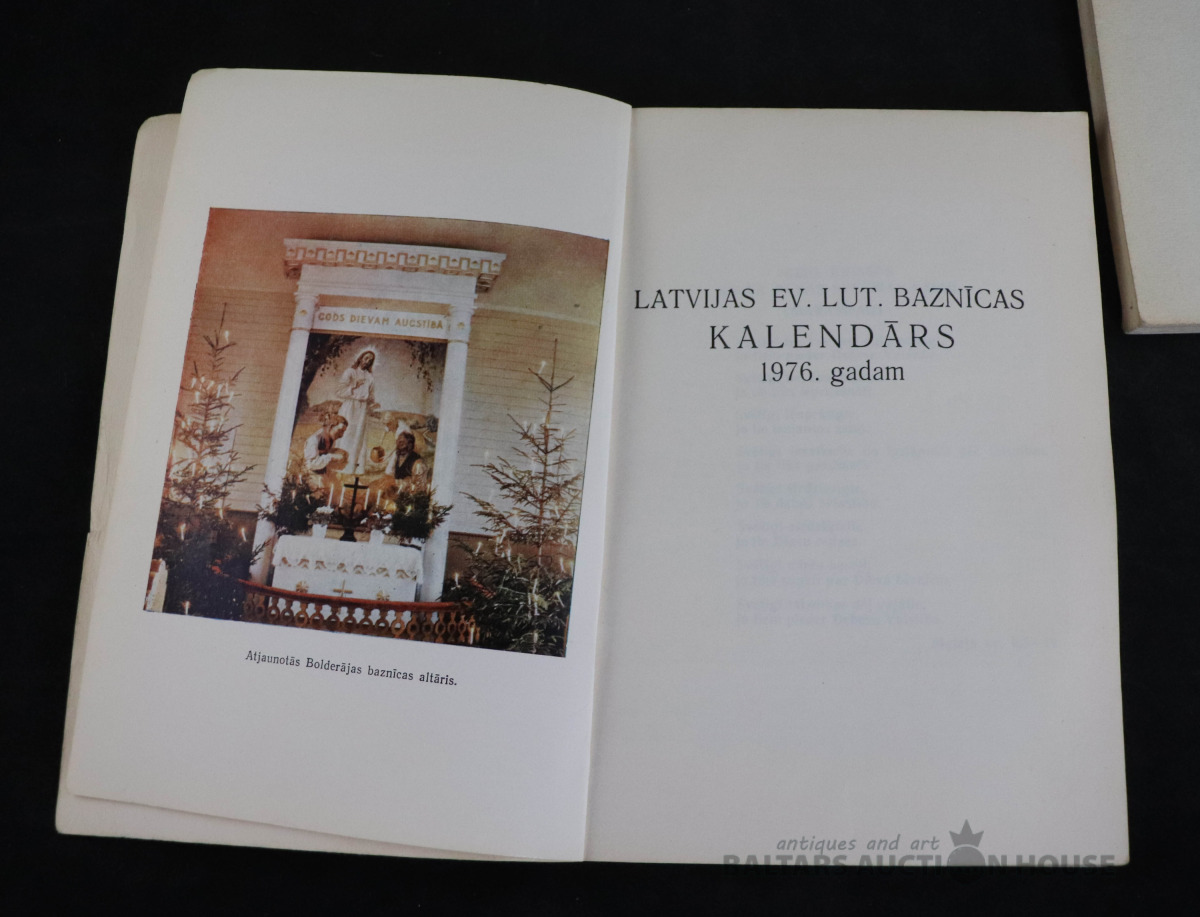 GODS DIEVAM AUGSTĪBĀ
Atjaunotās Bolderājas baznīcas altāris.
LATVIJAS EV. LUT. BAZNĪCAS
KALENDĀRS
1976. gadam
antiques and art
BALTARS AUCTION HOUSE